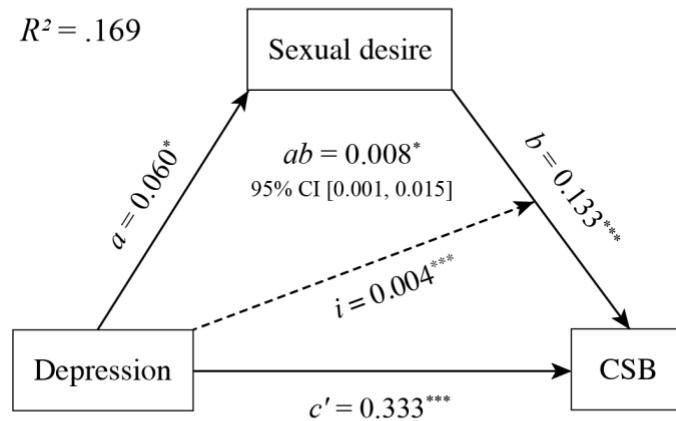 R² = .169
Sexual desire
a = 0.060*
ab = 0.008*
95% CI [0.001, 0.015]
b = 0.133***
i = 0.004***
Depression
CSB
c′ = 0.333***